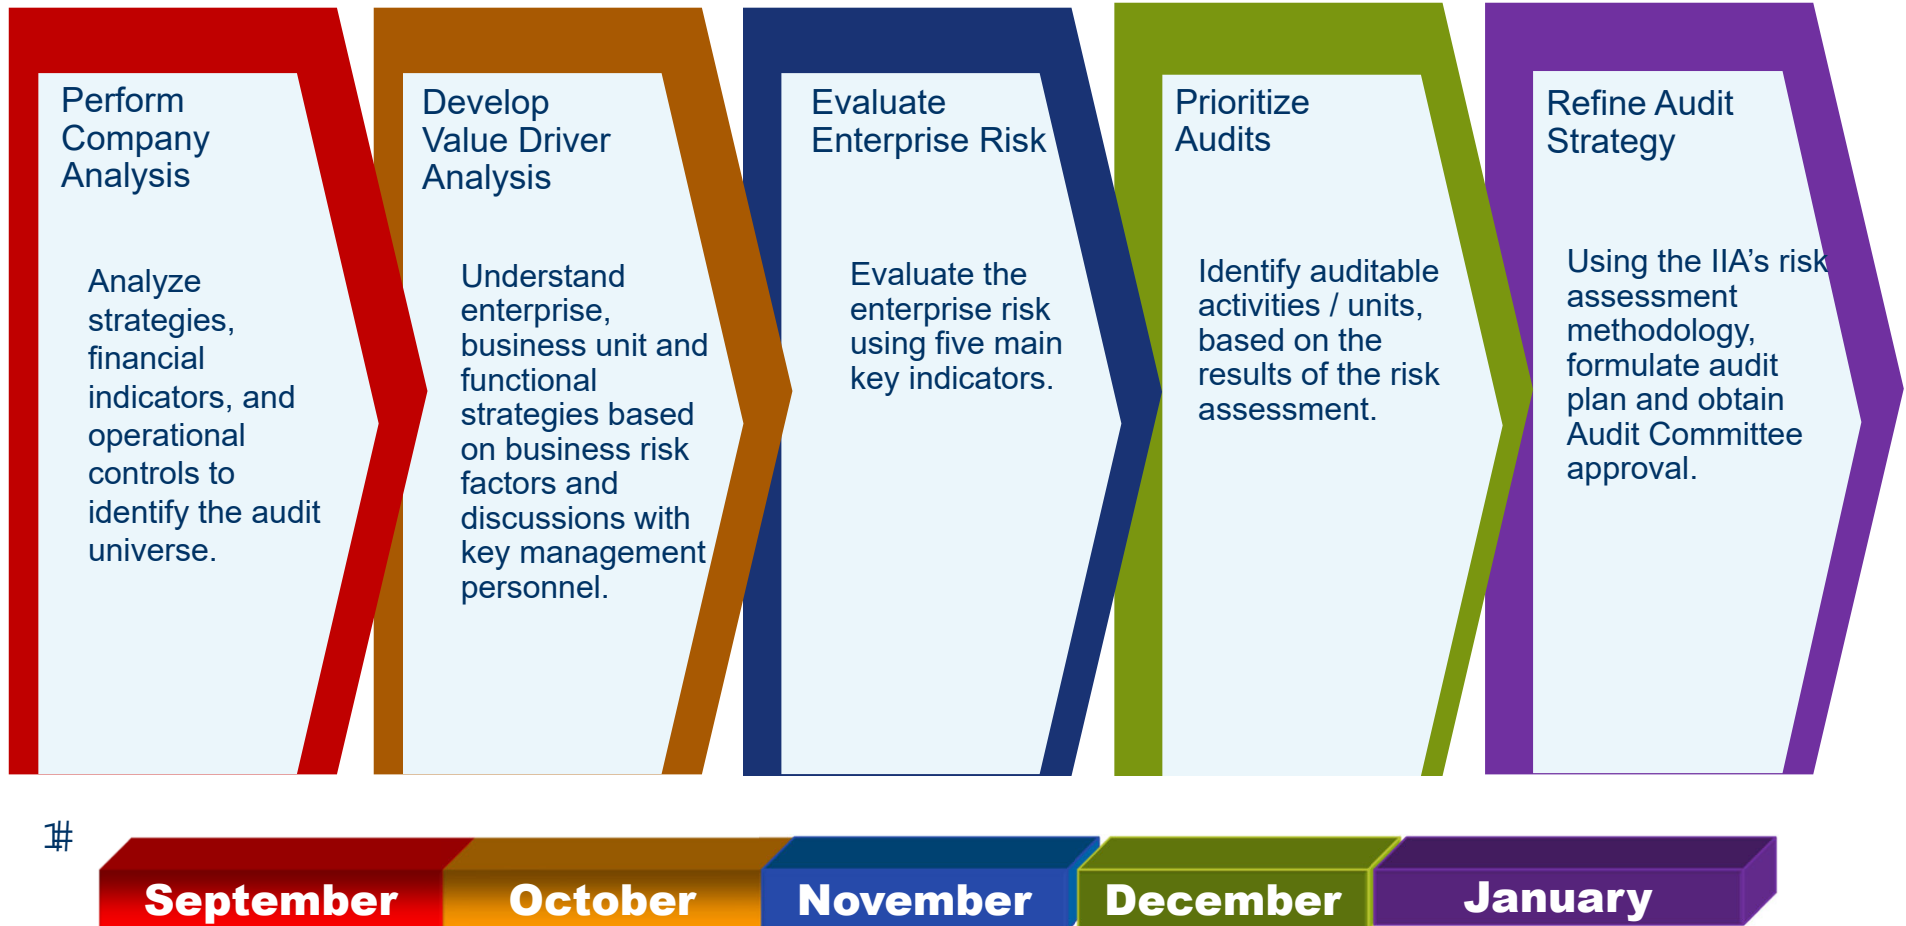 Perform
Company
Analysis
Analyze
strategies,
financial
indicators, and
operational
controls to
identify the audit
universe.
Develop
Value Driver
Analysis
Understand
enterprise,
business unit and
functional
strategies based
on business risk
factors and
discussions with
key management
personnel.
Evaluate
Enterprise Risk
Evaluate the
enterprise risk
using five main
key indicators.
Prioritize
Audits
Identify auditable
activities / units,
based on the
results of the risk
assessment.
Refine Audit
Strategy
Using the IIA’s risk
assessment
methodology,
formulate audit
plan and obtain
Audit Committee
approval.
1#
September
October
November
December
January